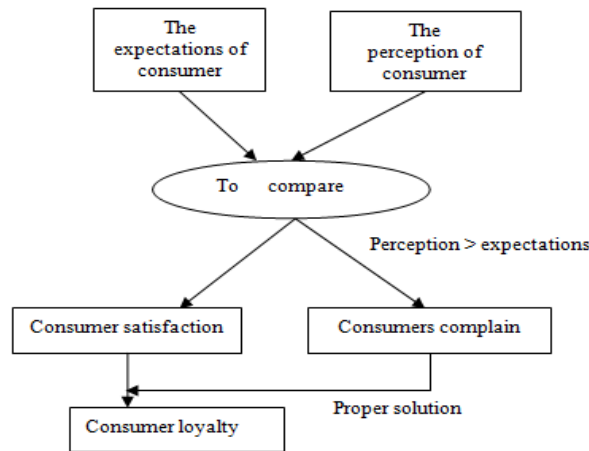 The
expectations of
consumer
The
perception of
consumer
To compare
Perception > expectations
Consumer satisfaction
Consumers complain
Proper solution
Consumer loyalty